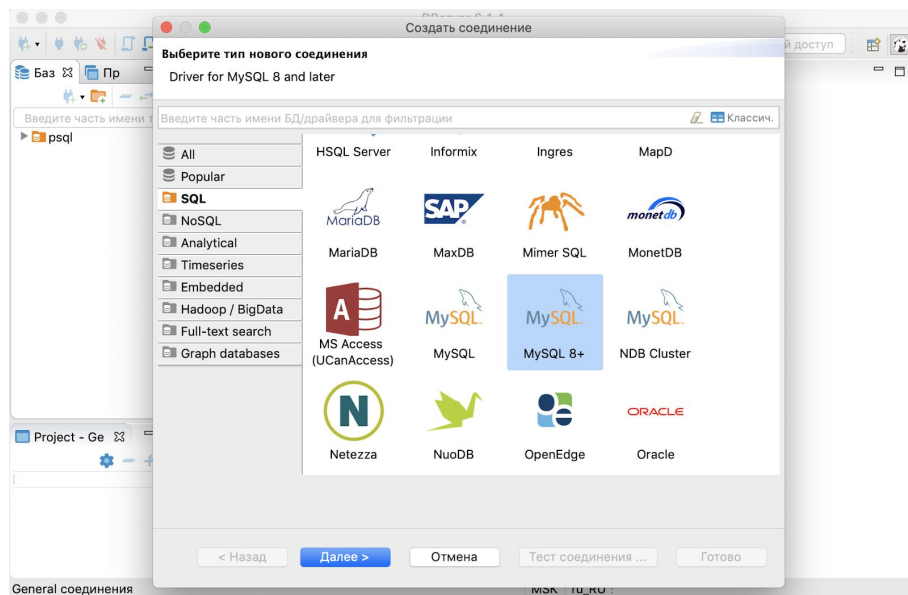 Создать соединение
й доступ
Баз
Пр
Введите часть имени т
psql
Выберите тип нового соединения
Driver for MySQL 8 and later
Введите часть имени БД/драйвера для фильтрации
Классич.
All
Popular
SQL
NoSQL
Analytical
Timeseries
Embedded
Hadoop / BigData
Full-text search
Graph databases
HSQL Server Informix Ingres MapD
MariaDB SAP monetdb
MariaDB MaxDB Mimer SQL MonetDB
A MySQL MySQL MySQL
MS Access
(UCanAccess) MySQL MySQL 8+ NDB Cluster
N ORACLE
Netezza NuoDB OpenEdge Oracle
Project - Ge
< Назад Далее > Отмена Тест соединения ... Готово
General соединения MSK ru_RU